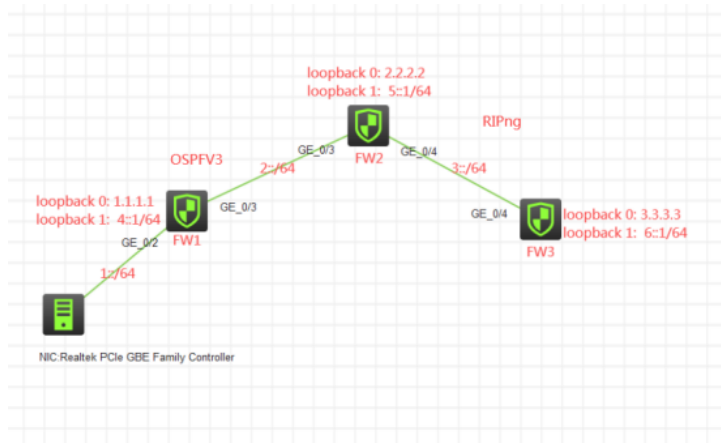 loopback 0: 2.2.2.2
loopback 1: 5::1/64
RIPng
GE_0/3
GE_0/4
FW2
OSPFV3
2::/64
3::/64
loopback 0: 1.1.1.1
loopback 1: 4::1/64
GE_0/3
GE_0/4
loopback 0: 3.3.3.3
loopback 1: 6::1/64
GE_0/2
FW1
FW3
1::/64
NIC:Realtek PCIe GBE Family Controller